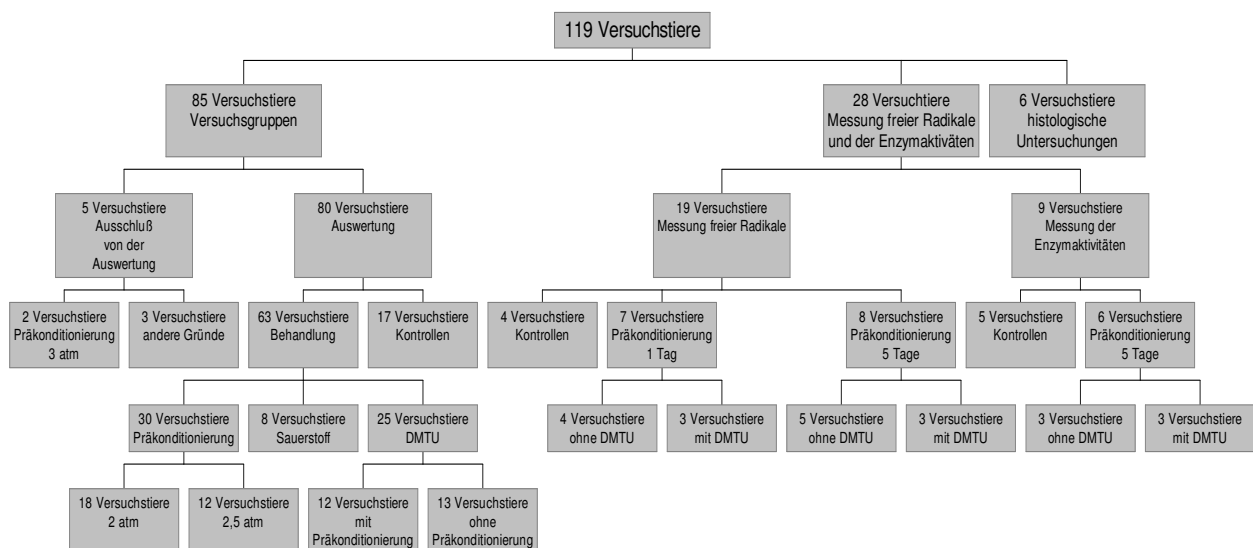 119 Versuchstiere
85 Versuchstiere
Versuchsgruppen
28 Versuchtiere
Messung freier Radikale
und der Enzymaktiväten
6 Versuchstiere
histologische
Untersuchungen
5 Versuchstiere
Ausschluß
von der
Auswertung
80 Versuchstiere
Auswertung
19 Versuchstiere
Messung freier Radikale
9 Versuchstiere
Messung der
Enzymaktivitäten
2 Versuchstiere
Präkonditionierung
3 atm
3 Versuchstiere
andere Gründe
63 Versuchstiere
Behandlung
17 Versuchstiere
Kontrollen
4 Versuchstiere
Kontrollen
7 Versuchstiere
Präkonditionierung
1 Tag
8 Versuchstiere
Präkonditionierung
5 Tage
5 Versuchstiere
Kontrollen
6 Versuchstiere
Präkonditionierung
5 Tage
30 Versuchstiere
Präkonditionierung
8 Versuchstiere
Sauerstoff
25 Versuchstiere
DMTU
4 Versuchstiere
ohne DMTU
3 Versuchstiere
mit DMTU
5 Versuchstiere
ohne DMTU
3 Versuchstiere
mit DMTU
3 Versuchstiere
ohne DMTU
3 Versuchstiere
mit DMTU
18 Versuchstiere
2 atm
12 Versuchstiere
2,5 atm
12 Versuchstiere
mit
Präkonditionierung
13 Versuchstiere
ohne
Präkonditionierung